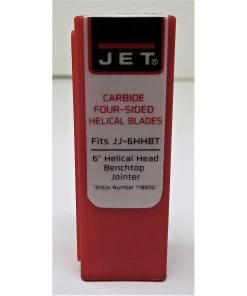 JET®
CARBIDE
FOUR-SIDED
HELICAL BLADES
Fits JJ-6HHBT
6" Helical Head
Benchtop
Jointer
Stock Number 718600